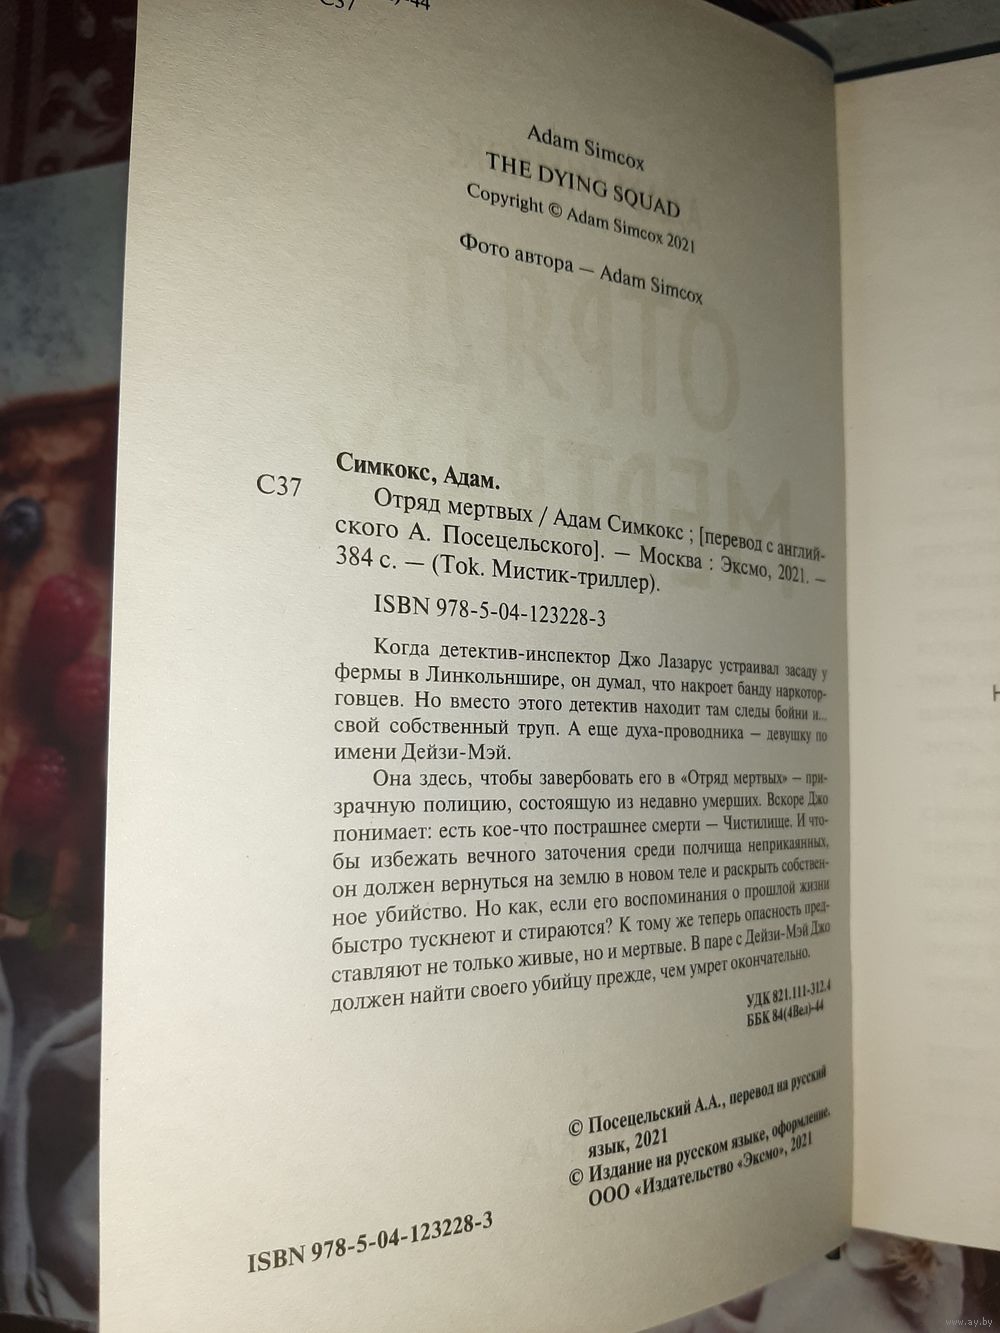 С37
-44
Adam Simcox
THE DYING SQUAD
Copyright © Adam Simcox 2021
Фото автора — Adam Simcox
ОТРЯД
Симкокс, Адам.
С37
Отряд мертвых / Адам Симкокс ; [перевод с англий-
ского А. Посецельского]. — Москва : Эксмо, 2021. —
384 с. — (Tok. Мистик-триллер).
ISBN 978-5-04-123228-3
Когда детектив-инспектор Джо Лазарус устраивал засаду у
фермы в Линкольншире, он думал, что накроет банду наркотор-
говцев. Но вместо этого детектив находит там следы бойни и...
свой собственный труп. А еще духа-проводника — девушку по
имени Дейзи-Мэй.
Она здесь, чтобы завербовать его в «Отряд мертвых» — при-
зрачную полицию, состоящую из недавно умерших. Вскоре Джо
понимает: есть кое-что пострашнее смерти — Чистилище. И что-
бы избежать вечного заточения среди полчища неприкаянных,
он должен вернуться на землю в новом теле и раскрыть собствен-
ное убийство. Но как, если его воспоминания о прошлой жизни
быстро тускнеют и стираются? К тому же теперь опасность пред-
ставляют не только живые, но и мертвые. В паре с Дейзи-Мэй Джо
должен найти своего убийцу прежде, чем умрет окончательно.
УДК 821.111-312.4
ББК 84(4Вел)-44
© Посецельский А.А., перевод на русский
язык, 2021
© Издание на русском языке, оформление.
ООО «Издательство «Эксмо», 2021
ISBN 978-5-04-123228-3
www.ay.by